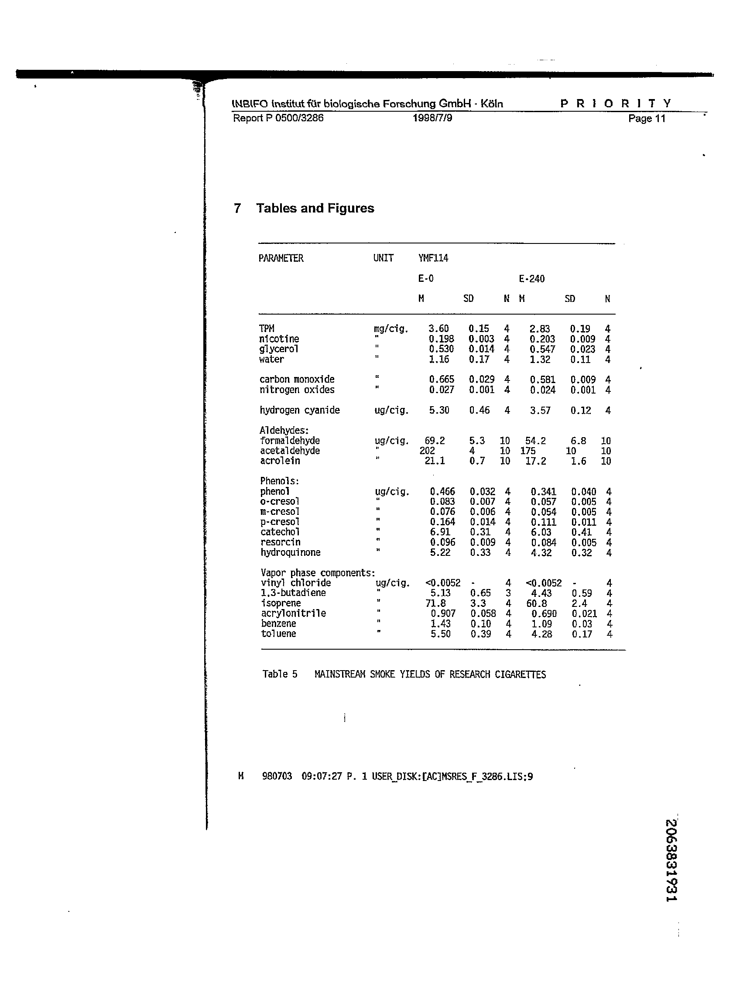 INBIFO Institut für biologische Forschung GmbH · Köln P R I O R I T Y
Report P 0500/3286 1998/7/9 Page 11
7 Tables and Figures
PARAMETER UNIT YMF114
E-0 E-240
M SD N M SD N
TPM mg/cig. 3.60 0.15 4 2.83 0.19 4
nicotine " 0.198 0.003 4 0.203 0.009 4
glycerol " 0.530 0.014 4 0.547 0.023 4
water " 1.16 0.17 4 1.32 0.11 4
carbon monoxide " 0.665 0.029 4 0.581 0.009 4
nitrogen oxides " 0.027 0.001 4 0.024 0.001 4
hydrogen cyanide ug/cig. 5.30 0.46 4 3.57 0.12 4
Aldehydes:
formaldehyde ug/cig. 69.2 5.3 10 54.2 6.8 10
acetaldehyde " 202 4 10 175 10 10
acrolein " 21.1 0.7 10 17.2 1.6 10
Phenols:
phenol ug/cig. 0.466 0.032 4 0.341 0.040 4
o-cresol " 0.083 0.007 4 0.057 0.005 4
m-cresol " 0.076 0.006 4 0.054 0.005 4
p-cresol " 0.164 0.014 4 0.111 0.011 4
catechol " 6.91 0.31 4 6.03 0.41 4
resorcin " 0.096 0.009 4 0.084 0.005 4
hydroquinone " 5.22 0.33 4 4.32 0.32 4
Vapor phase components:
vinyl chloride ug/cig. <0.0052 - 4 <0.0052 - 4
1,3-butadiene " 5.13 0.65 3 4.43 0.59 4
isoprene " 71.8 3.3 4 60.8 2.4 4
acrylonitrile " 0.907 0.058 4 0.690 0.021 4
benzene " 1.43 0.10 4 1.09 0.03 4
toluene " 5.50 0.39 4 4.28 0.17 4
Table 5 MAINSTREAM SMOKE YIELDS OF RESEARCH CIGARETTES
M 980703 09:07:27 P. 1 USER_DISK:[AC]MSRES_F_3286.LIS;9
2063831931